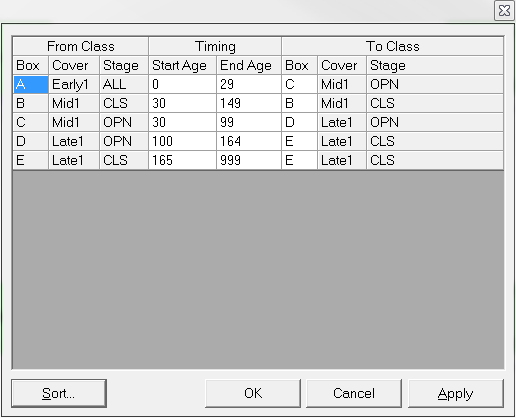 From Class Timing To Class
Box Cover Stage Start Age End Age Box Cover Stage
A Early1 ALL 0 29 C Mid1 OPN
B Mid1 CLS 30 149 B Mid1 CLS
C Mid1 OPN 30 99 D Late1 OPN
D Late1 OPN 100 164 E Late1 CLS
E Late1 CLS 165 999 E Late1 CLS
Sort... OK Cancel Apply